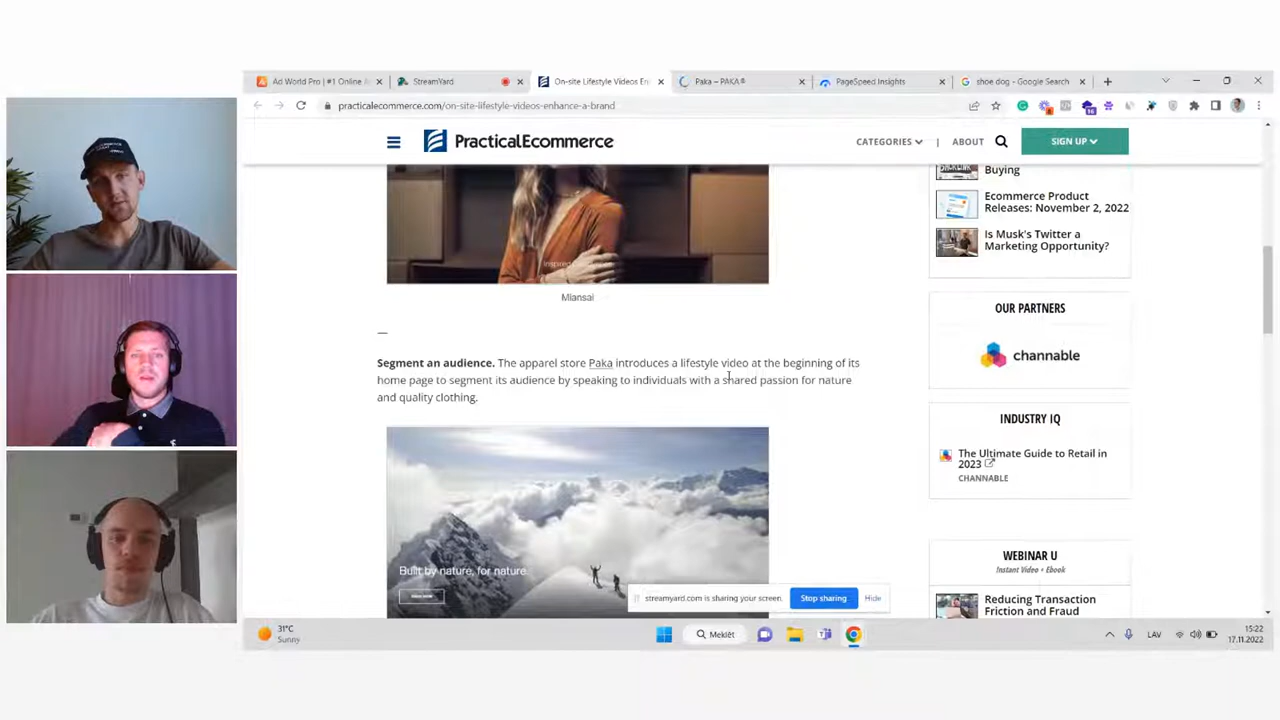 Ad World Pro | #1 Online A
StreamYard
On-site Lifestyle Videos En
Paka – PAKA®
PageSpeed Insights
shoe dog - Google Search
practicalecommerce.com/on-site-lifestyle-videos-enhance-a-brand
PracticalEcommerce
CATEGORIES
ABOUT
SIGN UP
Buying
Ecommerce Product
Releases: November 2, 2022
Is Musk's Twitter a
Marketing Opportunity?
Miansai
—
Segment an audience. The apparel store Paka introduces a lifestyle video at the beginning of its
home page to segment its audience by speaking to individuals with a shared passion for nature
and quality clothing.
Built by nature, for nature.
OUR PARTNERS
channable
INDUSTRY IQ
The Ultimate Guide to Retail in
2023
CHANNABLE
WEBINAR U
Instant Video + Ebook
Reducing Transaction
Friction and Fraud
streamyard.com is sharing your screen.
Stop sharing
Hide
31°C
Sunny
Meklēt
LAV
15:22
17.11.2022